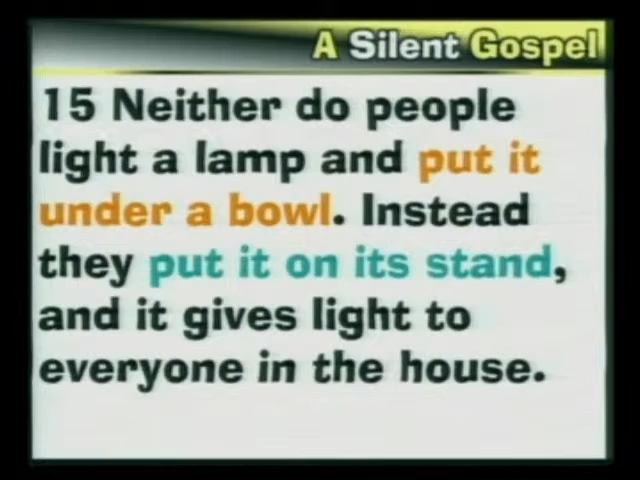 A Silent Gospel
15 Neither do people
light a lamp and put it
under a bowl. Instead
they put it on its stand,
and it gives light to
everyone in the house.